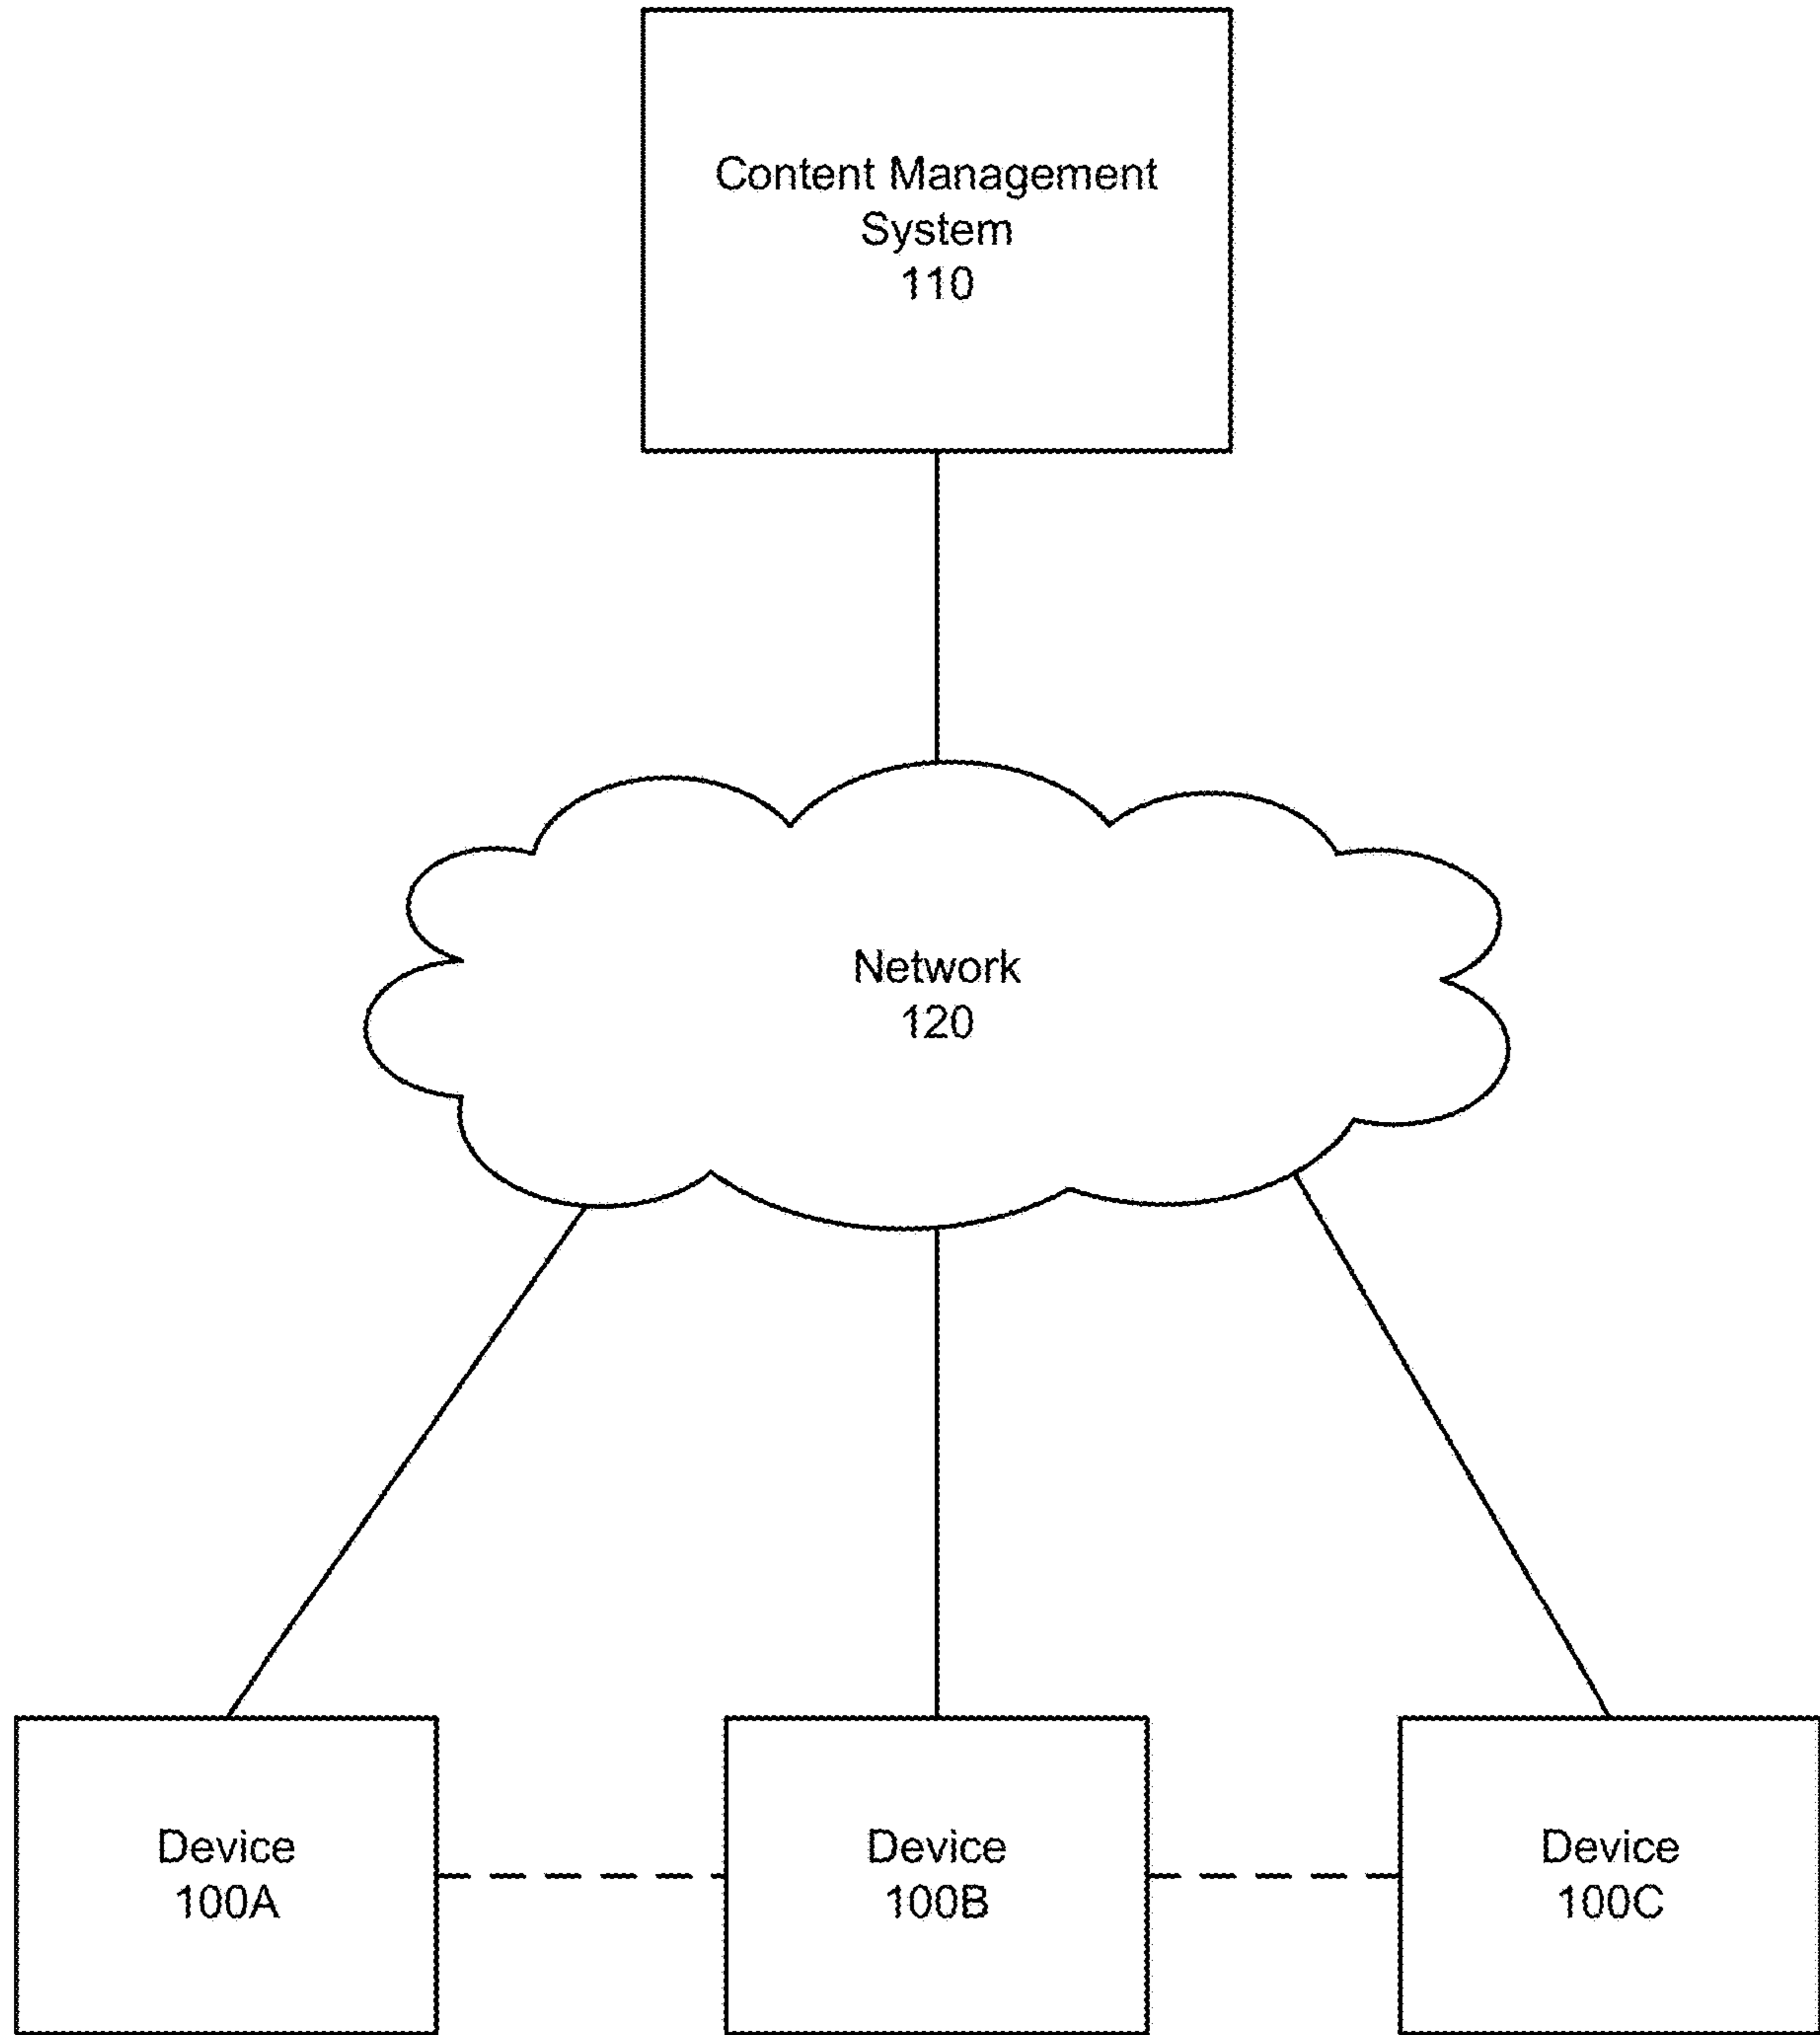 Content Management
System
110
Network
120
Device
100A
Device
100B
Device
100C